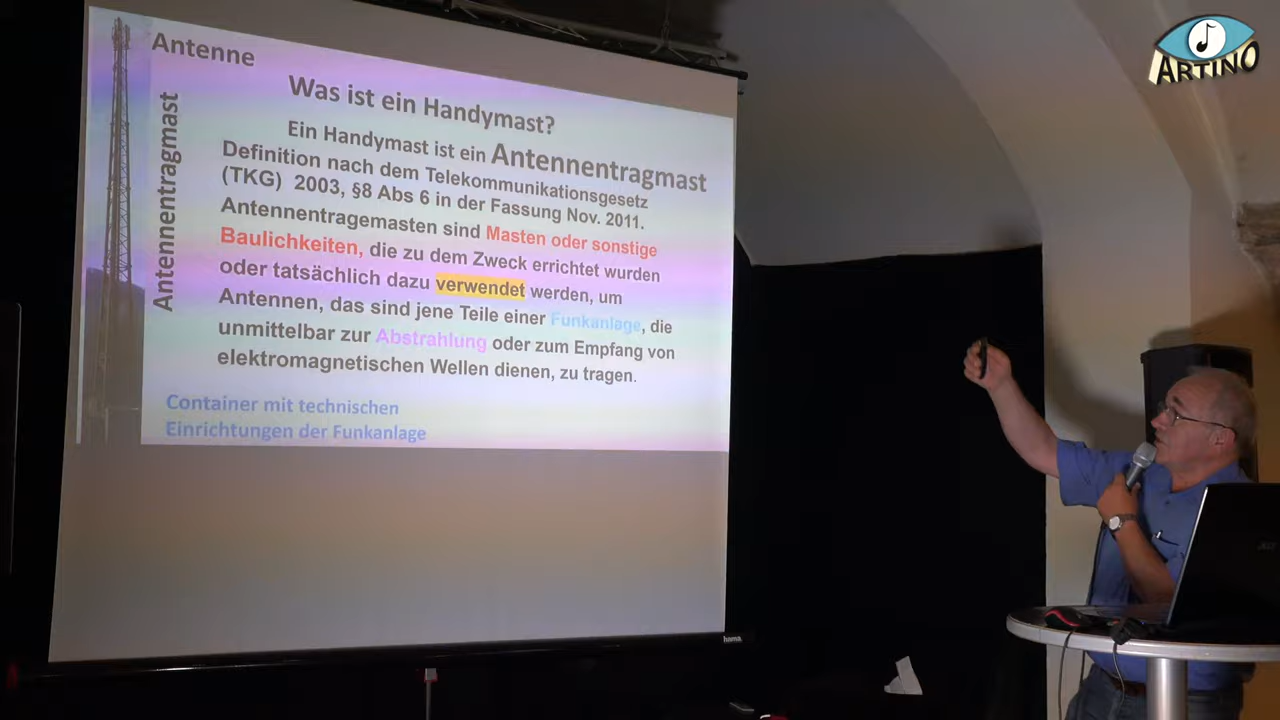 Antenne
Antennentragmast
Was ist ein Handymast?
Ein Handymast ist ein Antennentragmast
Definition nach dem Telekommunikationsgesetz
(TKG) 2003, §8 Abs 6 in der Fassung Nov. 2011.
Antennentragemasten sind Masten oder sonstige
Baulichkeiten, die zu dem Zweck errichtet wurden
oder tatsächlich dazu verwendet werden, um
Antennen, das sind jene Teile einer Funkanlage, die
unmittelbar zur Abstrahlung oder zum Empfang von
elektromagnetischen Wellen dienen, zu tragen.
Container mit technischen
Einrichtungen der Funkanlage
hama
ARTINO
acer